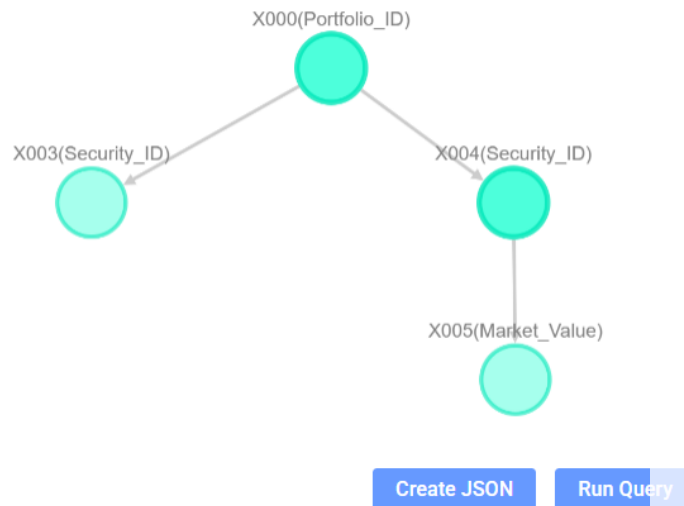 X000(Portfolio_ID)
X003(Security_ID)
X004(Security_ID)
X005(Market_Value)
Create JSON
Run Query